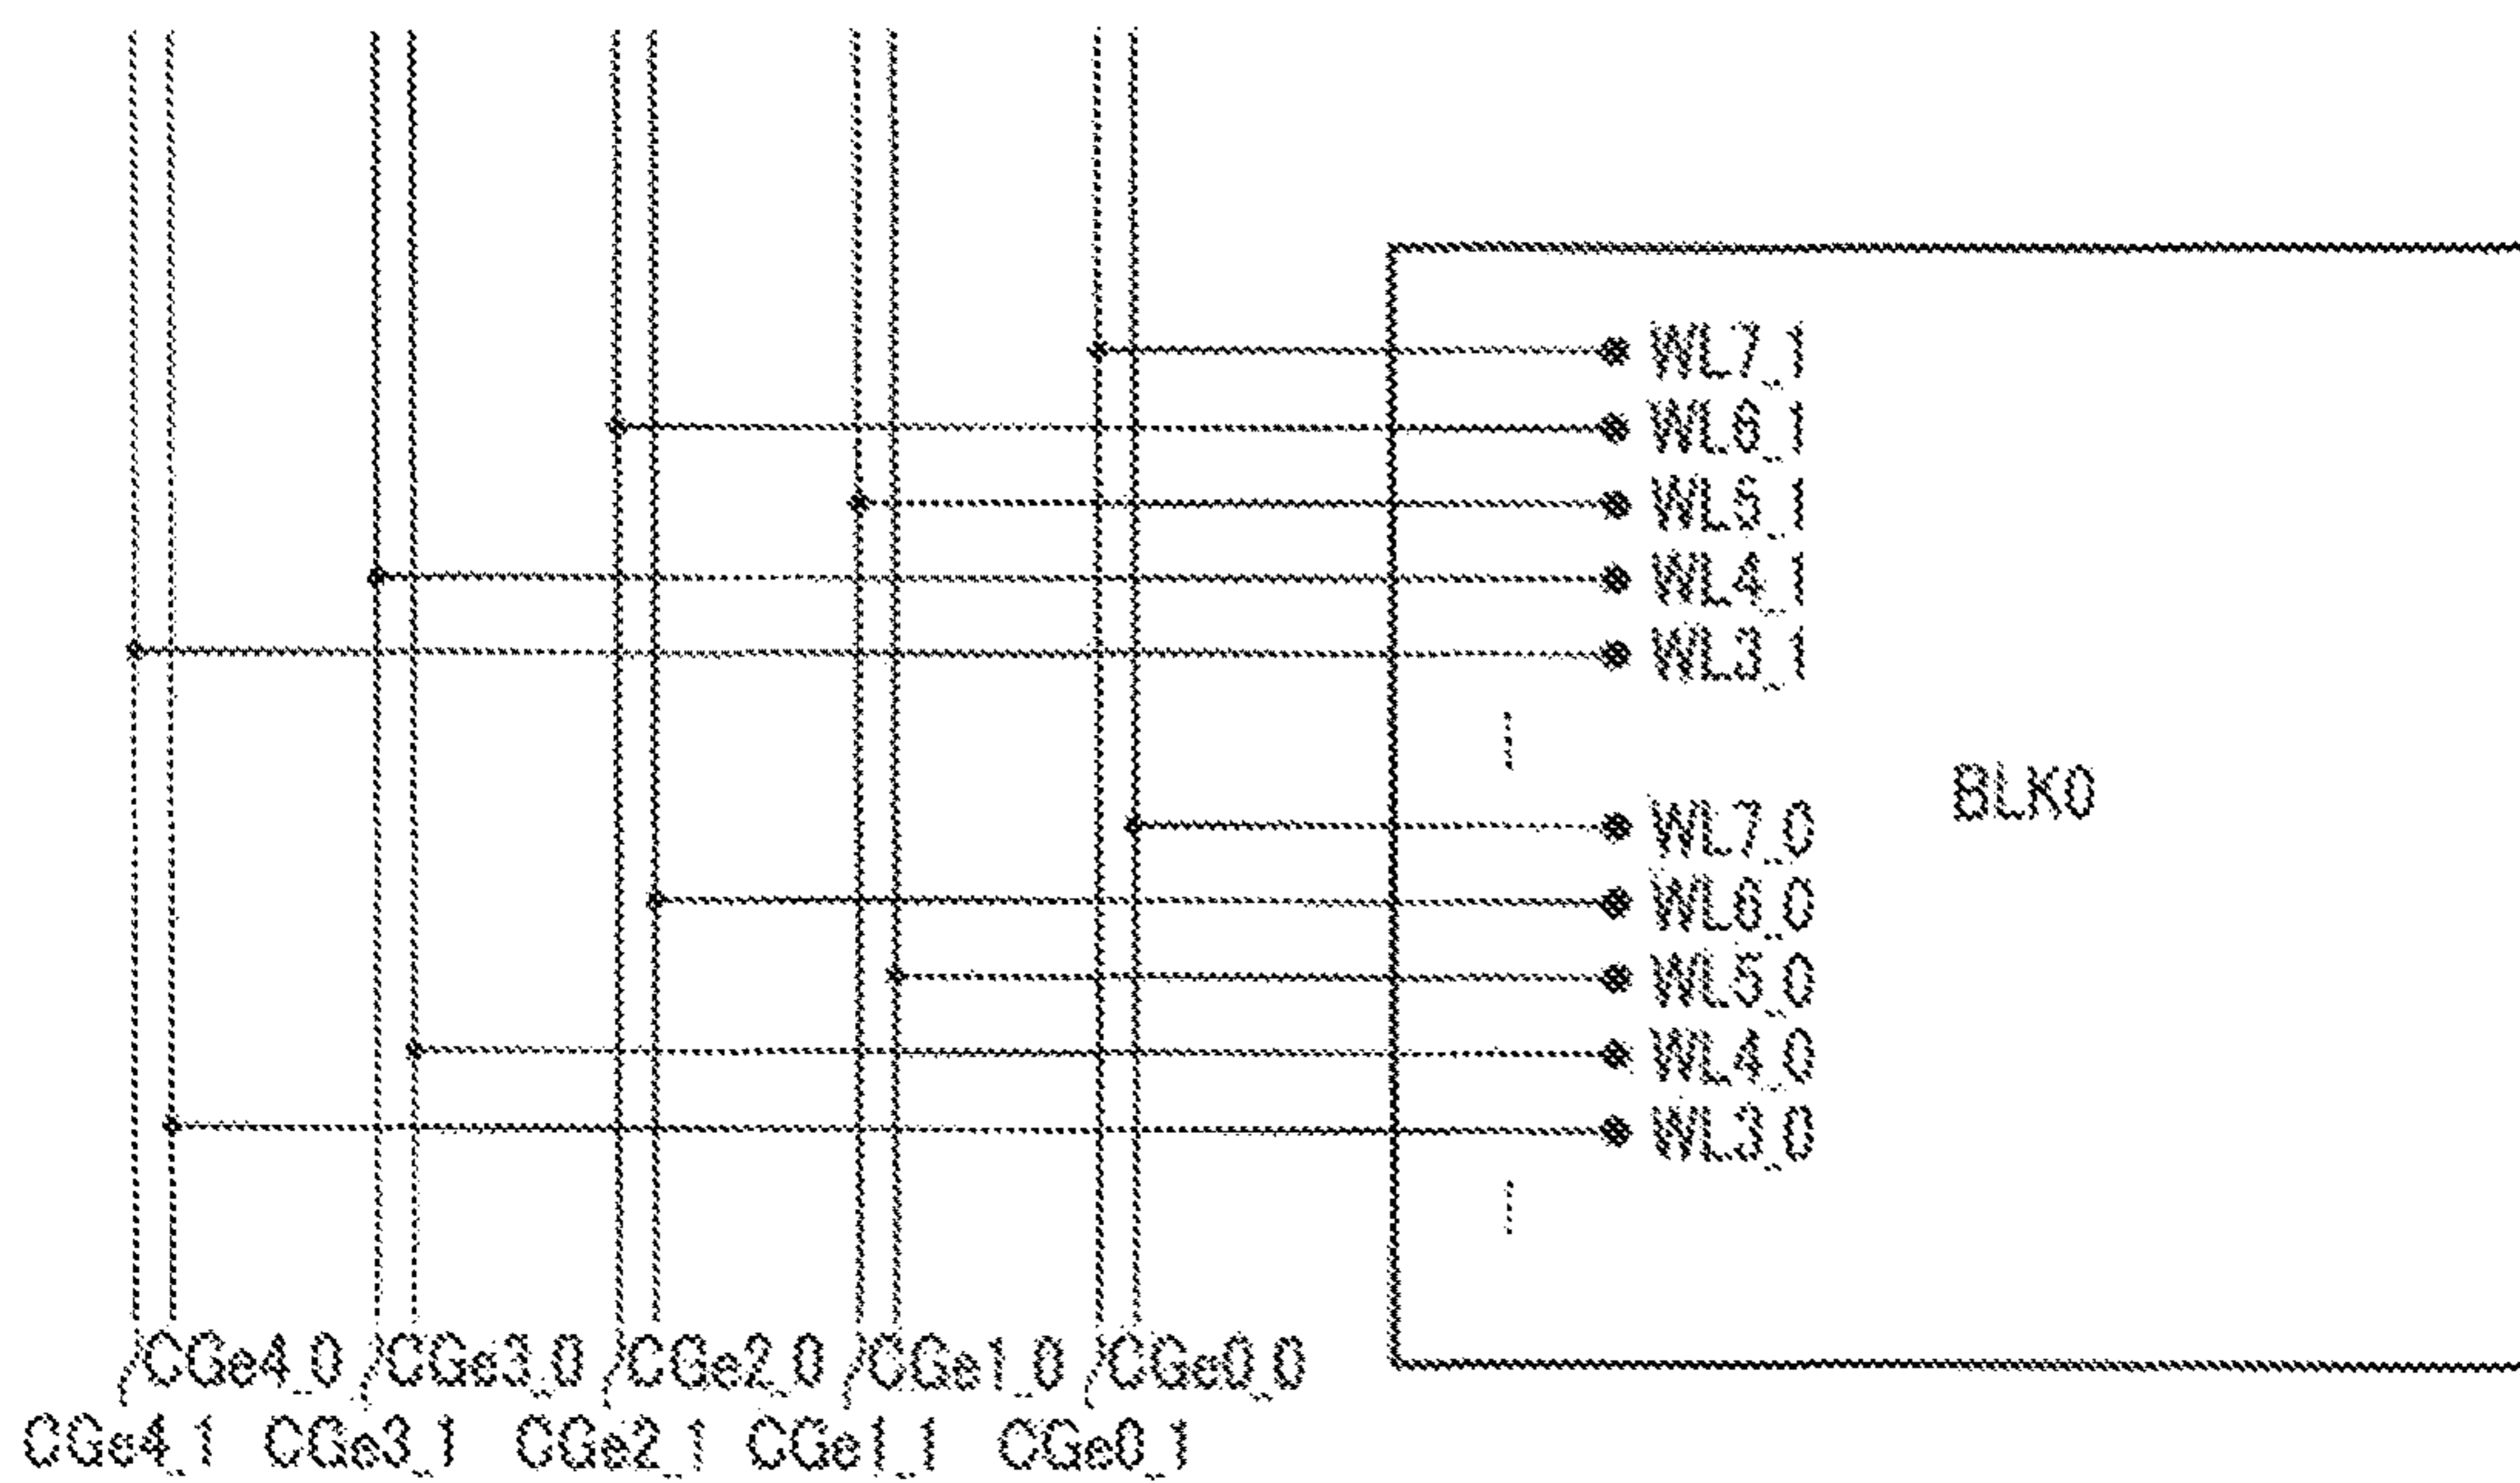 WL7_1
WL6_1
WL5_1
WL4_1
WL3_1
BLK0
WL7_0
WL6_0
WL5_0
WL4_0
WL3_0
CGe4_0 CGe3_0 CGe2_0 CGe1_0 CGe0_0
CGe4_1 CGe3_1 CGe2_1 CGe1_1 CGe0_1